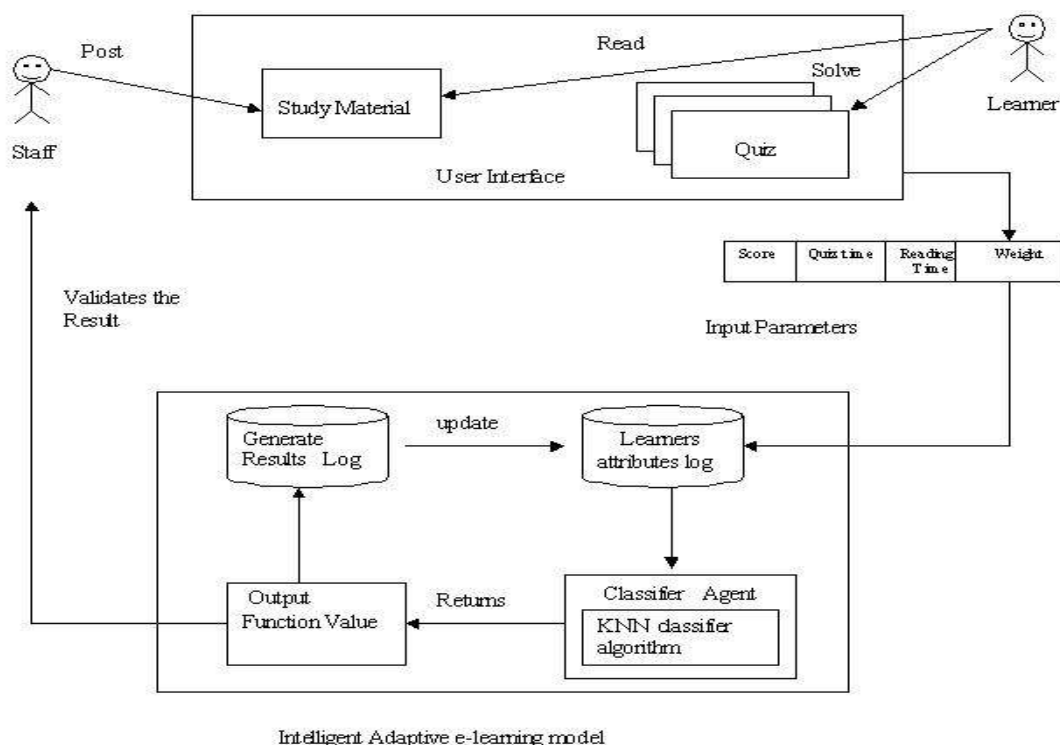 Post
Read
Solve
Study Material
Learner
Staff
Quiz
User Interface
Score
Quiz time
Reading
Time
Weight
Validates the
Result
Input Parameters
Generate
Results Log
update
Learners
attributes log
Output
Function Value
Returns
Classifier Agent
KNN classifier
algorithm
Intelligent Adaptive e-learning model